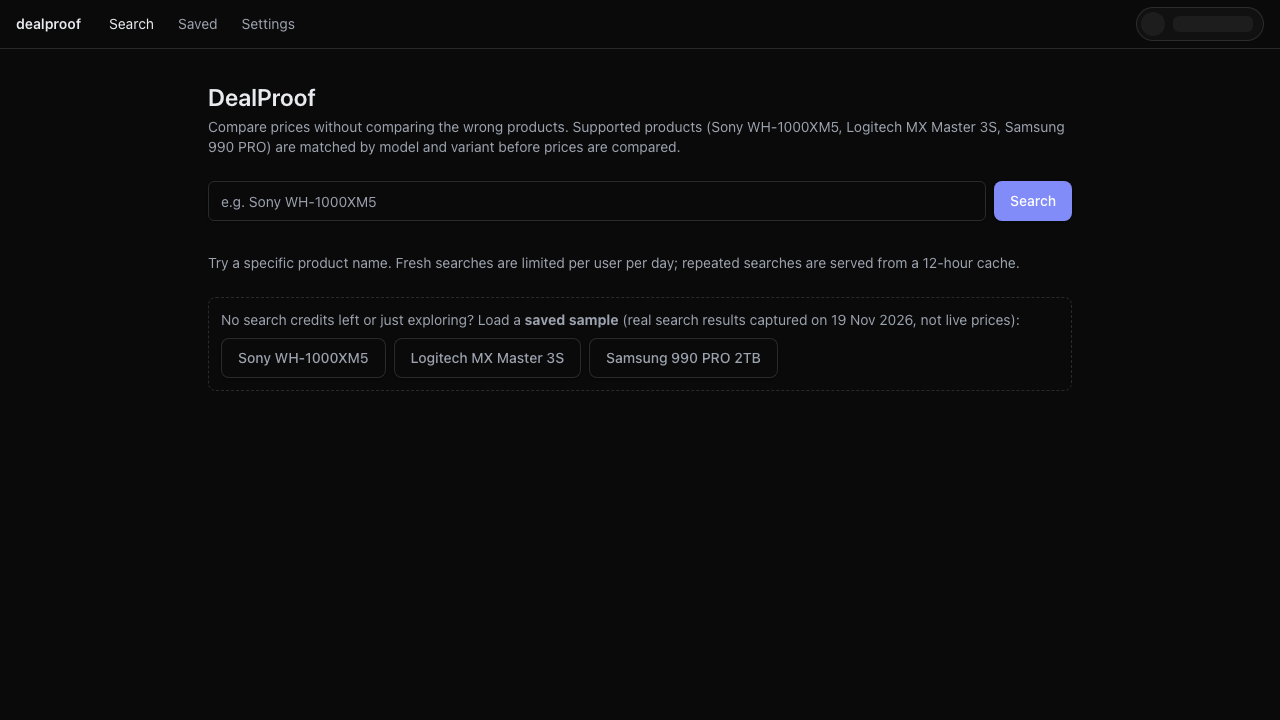 dealproof Search Saved Settings
DealProof
Compare prices without comparing the wrong products. Supported products (Sony WH-1000XM5, Logitech MX Master 3S, Samsung
990 PRO) are matched by model and variant before prices are compared.
e.g. Sony WH-1000XM5 Search
Try a specific product name. Fresh searches are limited per user per day; repeated searches are served from a 12-hour cache.
No search credits left or just exploring? Load a saved sample (real search results captured on 19 Nov 2026, not live prices):
Sony WH-1000XM5 Logitech MX Master 3S Samsung 990 PRO 2TB